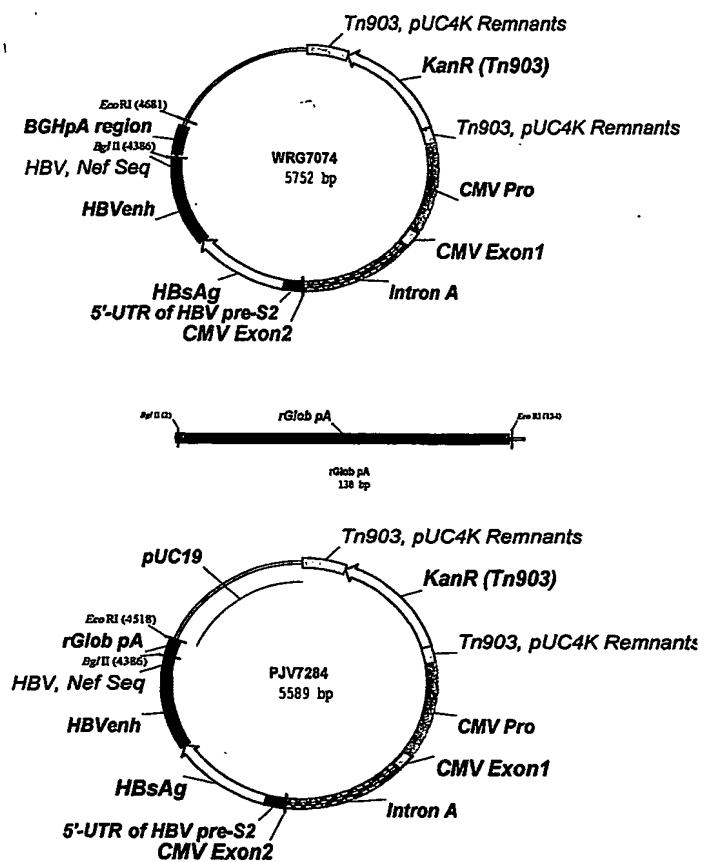 Tn903, pUC4K Remnants
KanR (Tn903)
EcoRI (4681)
BGHpA region
Tn903, pUC4K Remnants
BglII (4386)
HBV, Nef Seq
WRG7074
5752 bp
CMV Pro
HBVenh
CMV Exon1
HBsAg
Intron A
5'-UTR of HBV pre-S2
CMV Exon2
BglII (2)
rGlob pA
EcoRI (134)
rGlob pA
138 bp
Tn903, pUC4K Remnants
pUC19
KanR (Tn903)
EcoRI (4518)
rGlob pA
Tn903, pUC4K Remnants
BglII (4386)
HBV, Nef Seq
PJV7284
5589 bp
HBVenh
CMV Pro
CMV Exon1
HBsAg
Intron A
5'-UTR of HBV pre-S2
CMV Exon2